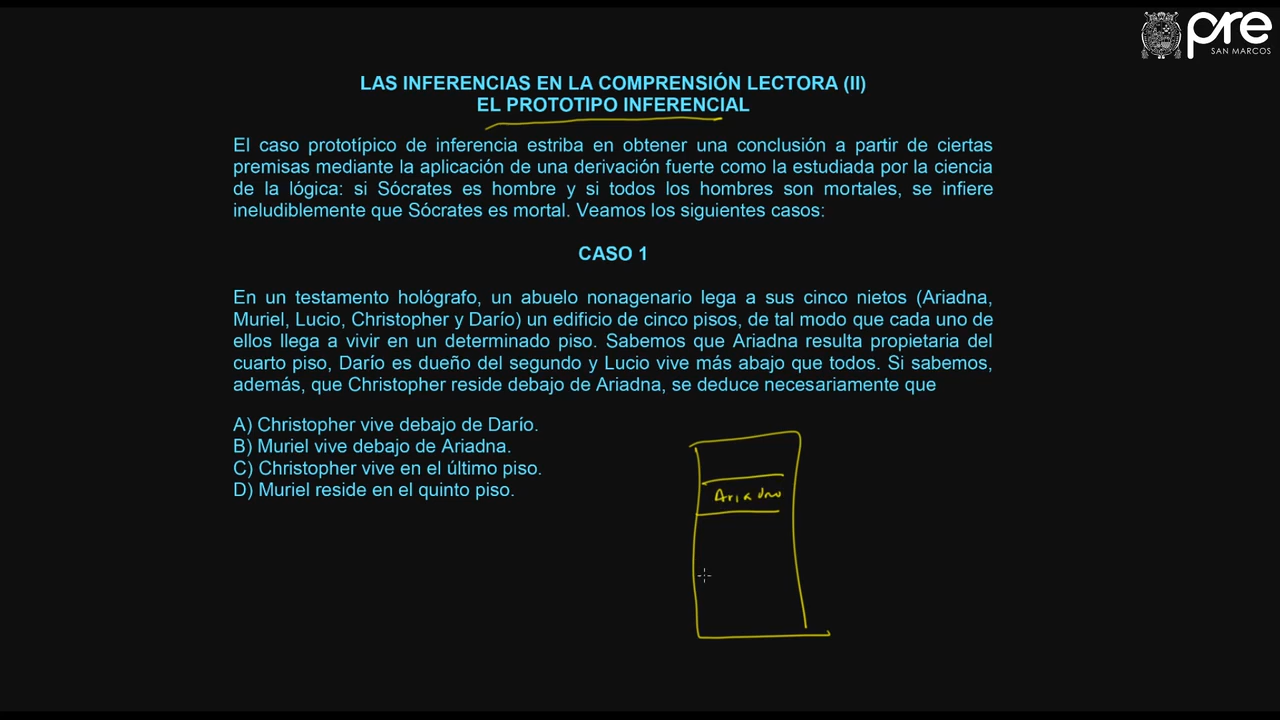 pre
SAN MARCOS
LAS INFERENCIAS EN LA COMPRENSIÓN LECTORA (II)
EL PROTOTIPO INFERENCIAL
El caso prototípico de inferencia estriba en obtener una conclusión a partir de ciertas
premisas mediante la aplicación de una derivación fuerte como la estudiada por la ciencia
de la lógica: si Sócrates es hombre y si todos los hombres son mortales, se infiere
ineludiblemente que Sócrates es mortal. Veamos los siguientes casos:
CASO 1
En un testamento hológrafo, un abuelo nonagenario lega a sus cinco nietos (Ariadna,
Muriel, Lucio, Christopher y Darío) un edificio de cinco pisos, de tal modo que cada uno de
ellos llega a vivir en un determinado piso. Sabemos que Ariadna resulta propietaria del
cuarto piso, Darío es dueño del segundo y Lucio vive más abajo que todos. Si sabemos,
además, que Christopher reside debajo de Ariadna, se deduce necesariamente que
A) Christopher vive debajo de Darío.
B) Muriel vive debajo de Ariadna.
C) Christopher vive en el último piso.
D) Muriel reside en el quinto piso.
Ariadna